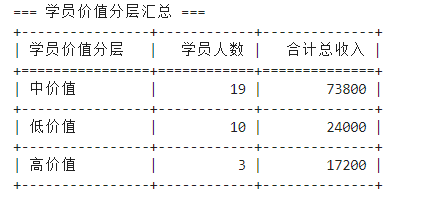 === 学员价值分层汇总 ===
+----------------+------------+--------------+
| 学员价值分层   |   学员人数 |   合计总收入 |
+================+============+==============+
| 中价值         |         19 |        73800 |
+----------------+------------+--------------+
| 低价值         |         10 |        24000 |
+----------------+------------+--------------+
| 高价值         |          3 |        17200 |
+----------------+------------+--------------+